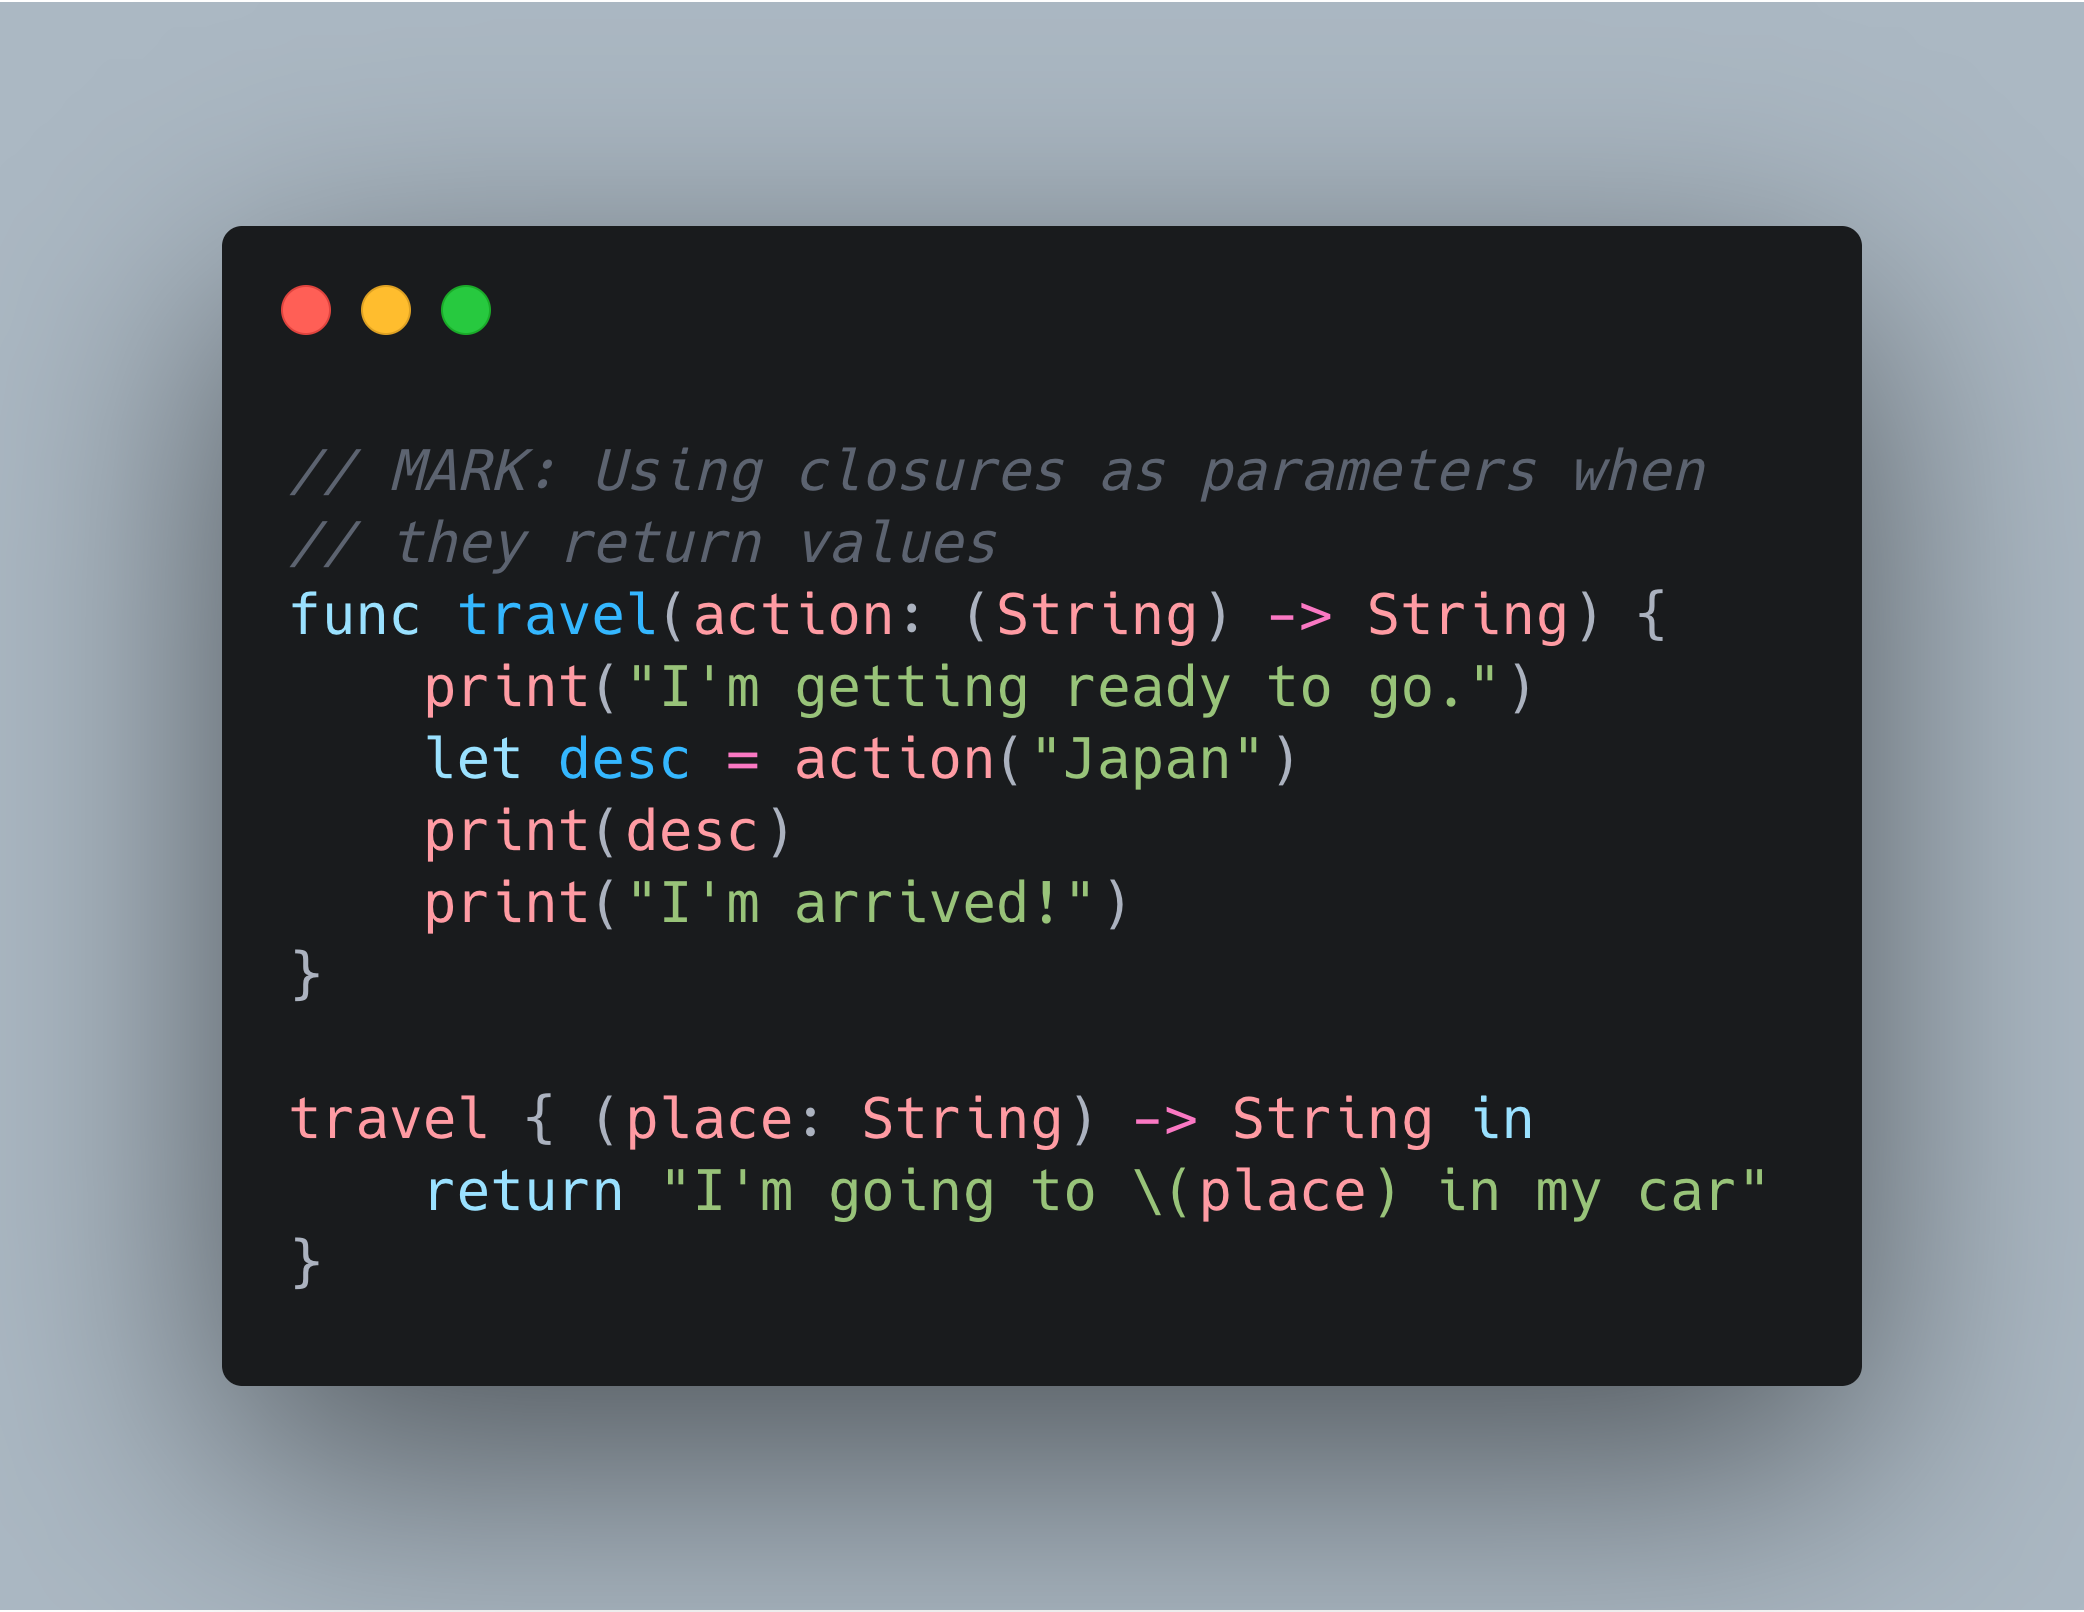 // MARK: Using closures as parameters when
// they return values
func travel(action: (String) -> String) {
    print("I'm getting ready to go.")
    let desc = action("Japan")
    print(desc)
    print("I'm arrived!")
}

travel { (place: String) -> String in
    return "I'm going to \(place) in my car"
}